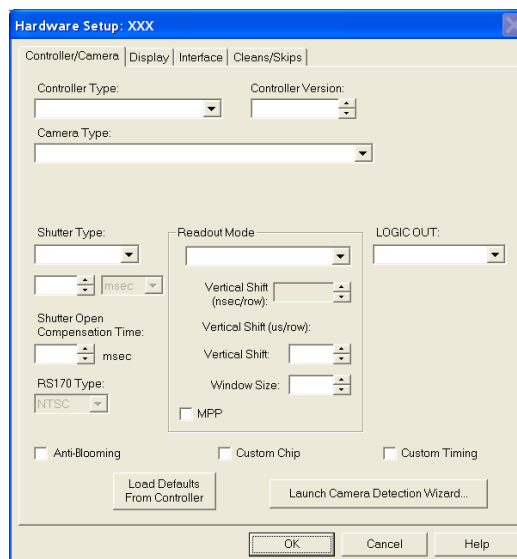 Hardware Setup: XXX
Controller/Camera Display Interface Cleans/Skips
Controller Type: Controller Version:
Camera Type:
Shutter Type: Readout Mode LOGIC OUT:
msec
Vertical Shift
(nsec/row):
Shutter Open
Compensation Time:
Vertical Shift (us/row):
msec
Vertical Shift:
RS170 Type:
Window Size:
NTSC
MPP
Anti-Blooming Custom Chip Custom Timing
Load Defaults
From Controller
Launch Camera Detection Wizard...
OK Cancel Help